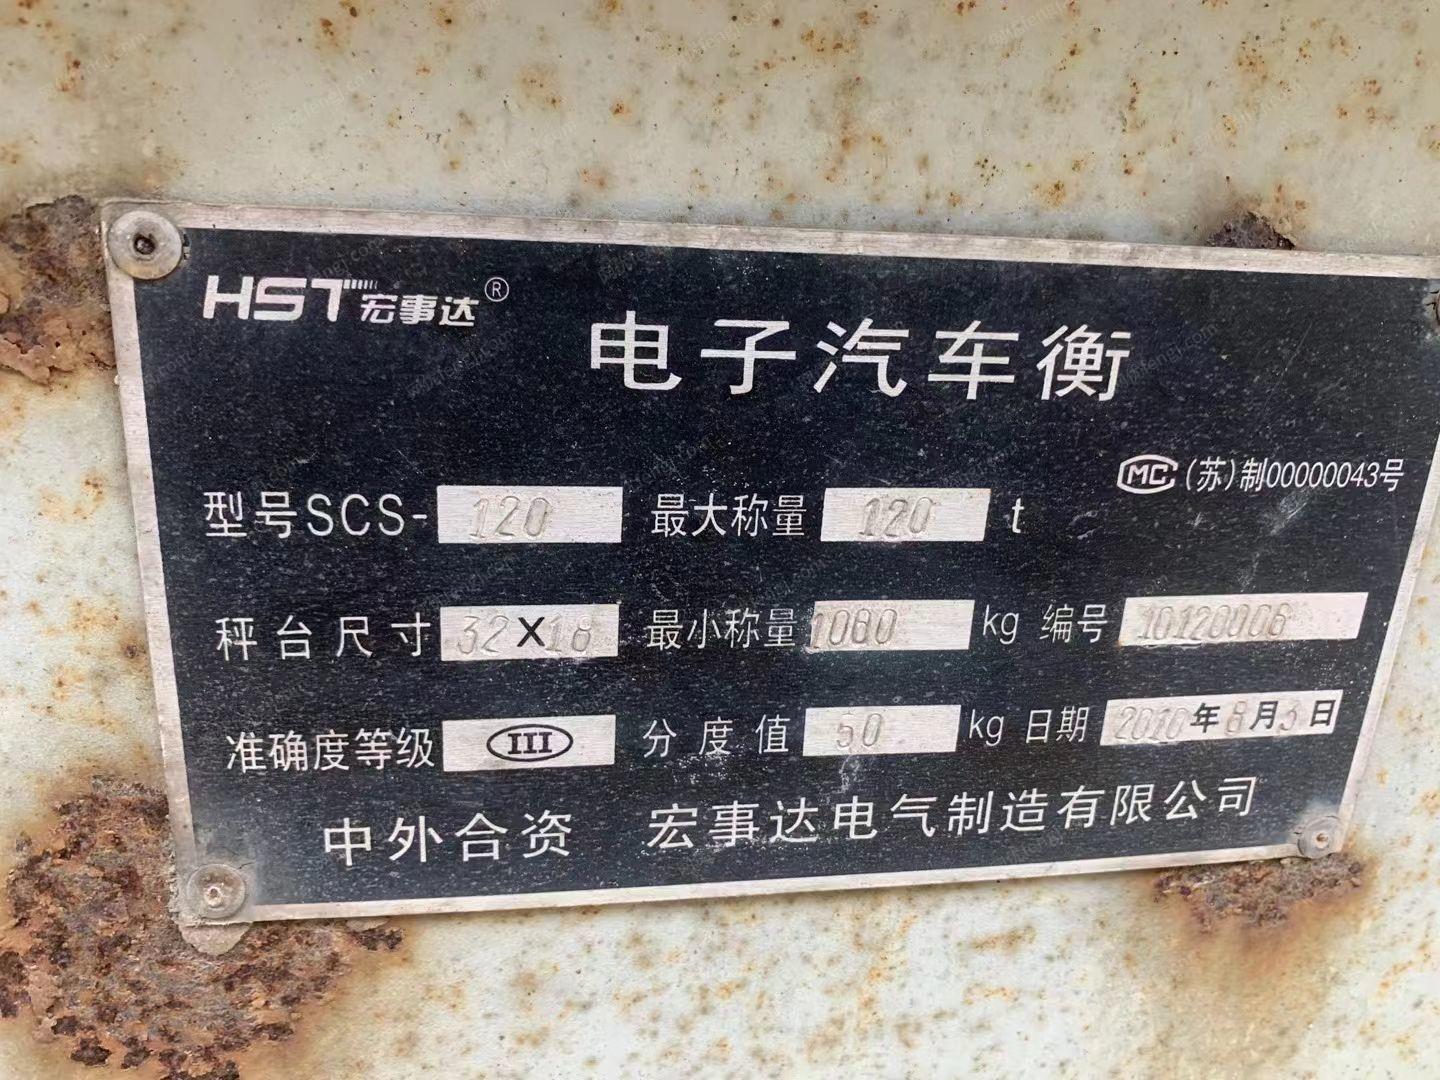 HST 宏事达®
电子汽车衡
MC (苏)制00000043号
型号SCS-120 最大称量 120 t
秤台尺寸 32X18 最小称量 1000 kg 编号 10120006
准确度等级 III 分度值 50 kg 日期 2010年8月3日
中外合资 宏事达电气制造有限公司